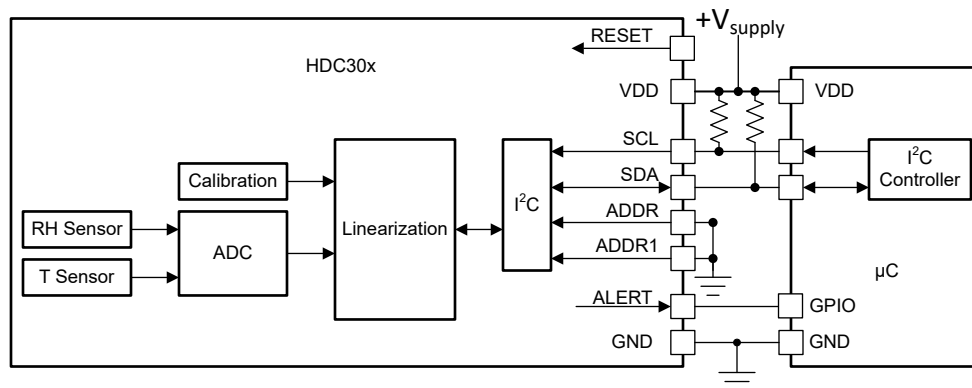 +Vsupply
RESET
HDC30x
VDD
VDD
SCL
I²C
Controller
SDA
Calibration
I²C
Linearization
ADDR
RH Sensor
ADC
ADDR1
T Sensor
µC
ALERT
GPIO
GND
GND